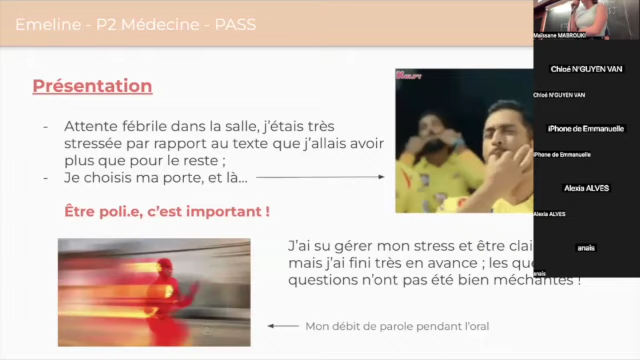 Emeline - P2 Médecine - PASS
Présentation
- Attente fébrile dans la salle, j'étais très
stressée par rapport au texte que j'allais avoir
plus que pour le reste ;
- Je choisis ma porte, et là...
Être poli.e, c'est important !
J'ai su gérer mon stress et être clai
mais j'ai fini très en avance ; les que
questions n'ont pas été bien méchantes !
Mon débit de parole pendant l'oral
Maïssane MABROUKI
Chloé N'GUYEN VAN
Chloé N'GUYEN VAN
iPhone de Emmanuelle
iPhone de Emmanuelle
Alexia ALVES
Alexia ALVES
anais
anais